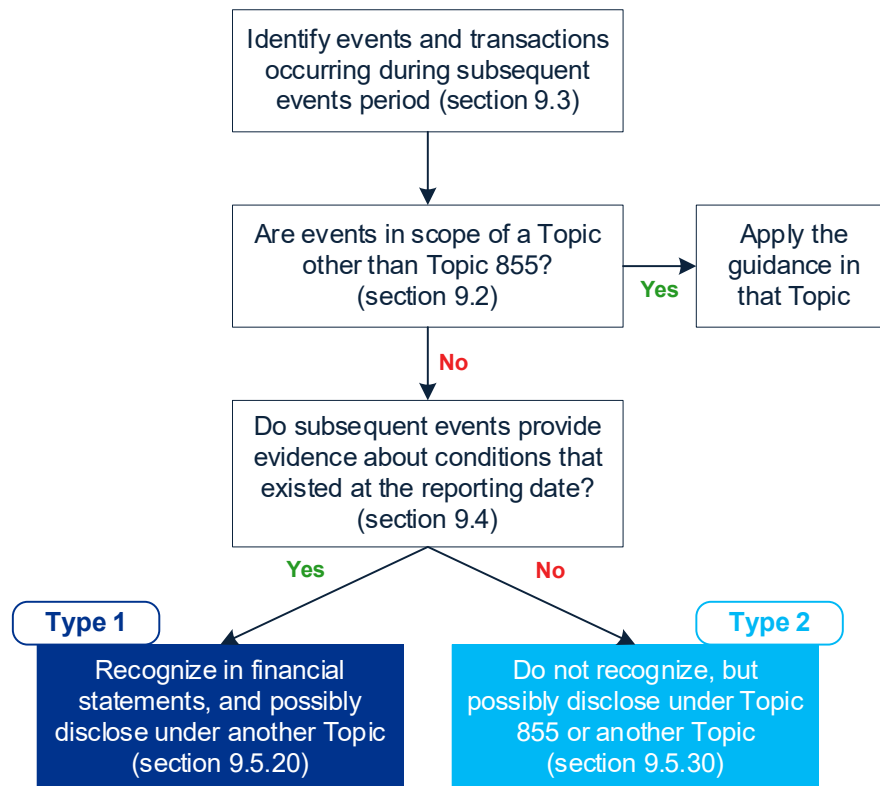 Identify events and transactions
occurring during subsequent
events period (section 9.3)
Are events in scope of a Topic
other than Topic 855?
(section 9.2)
Yes
Apply the
guidance in
that Topic
No
Do subsequent events provide
evidence about conditions that
existed at the reporting date?
(section 9.4)
Yes
No
Type 1
Recognize in financial
statements, and possibly
disclose under another Topic
(section 9.5.20)
Type 2
Do not recognize, but
possibly disclose under Topic
855 or another Topic
(section 9.5.30)